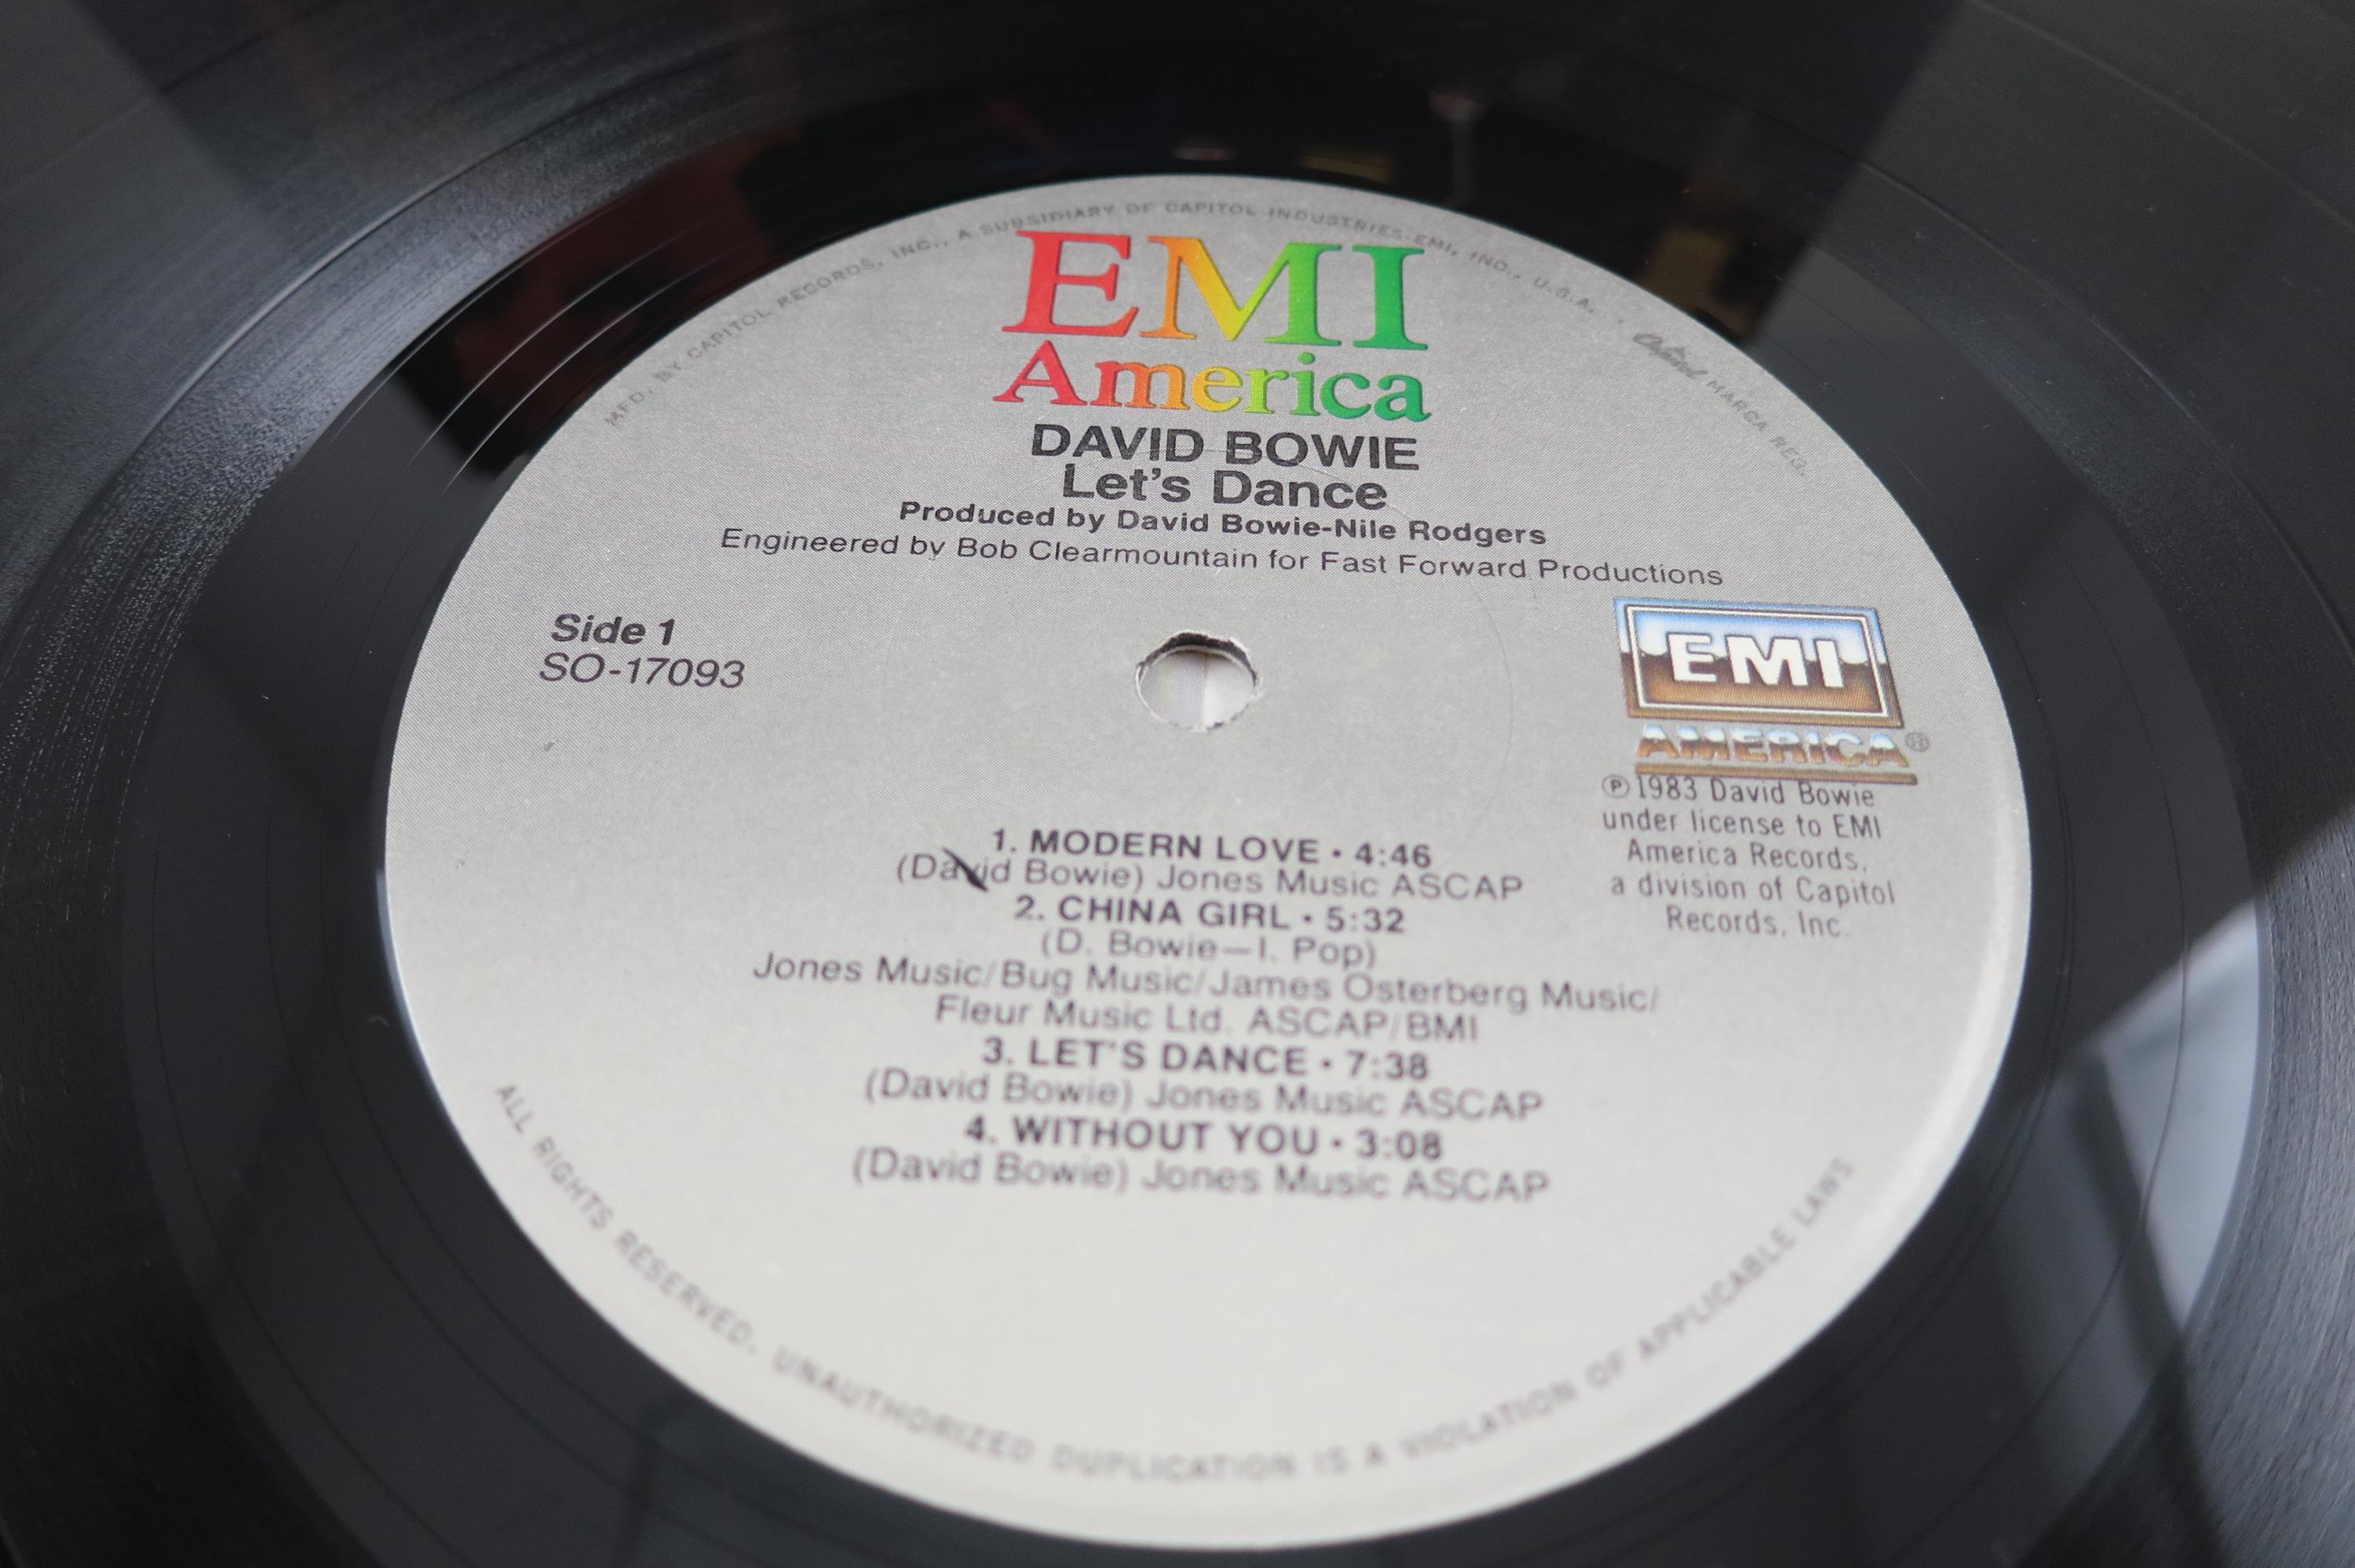 MFD. BY CAPITOL RECORDS, INC., A SUBSIDIARY OF CAPITOL INDUSTRIES-EMI, INC., U.S.A. · Capitol MARCA REG.
EMI
America
DAVID BOWIE
Let's Dance
Produced by David Bowie-Nile Rodgers
Engineered by Bob Clearmountain for Fast Forward Productions
Side 1
SO-17093
EMI
AMERICA®
℗1983 David Bowie
under license to EMI
America Records,
a division of Capitol
Records, Inc.
1. MODERN LOVE • 4:46
(David Bowie) Jones Music ASCAP
2. CHINA GIRL • 5:32
(D. Bowie—I. Pop)
Jones Music/Bug Music/James Osterberg Music/
Fleur Music Ltd. ASCAP/BMI
3. LET'S DANCE • 7:38
(David Bowie) Jones Music ASCAP
4. WITHOUT YOU • 3:08
(David Bowie) Jones Music ASCAP
ALL RIGHTS RESERVED. UNAUTHORIZED DUPLICATION IS A VIOLATION OF APPLICABLE LAWS